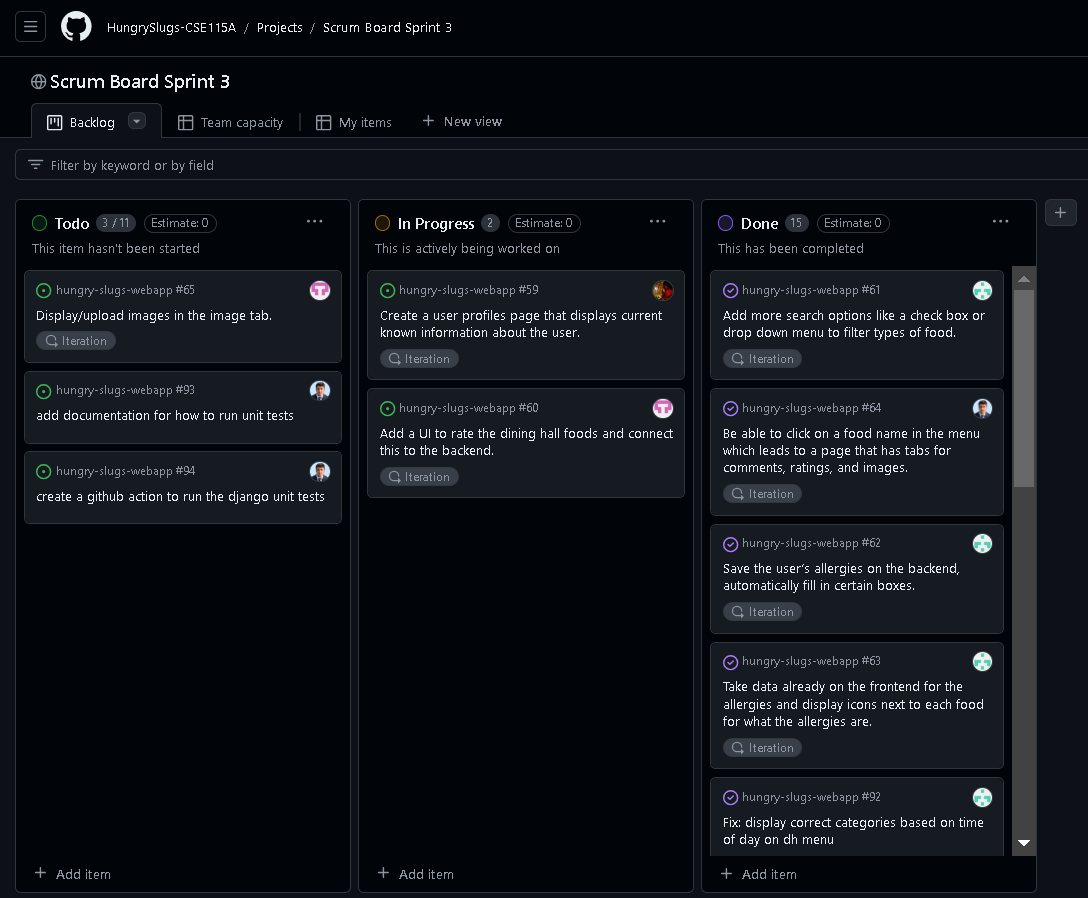 HungrySlugs-CSE115A / Projects / Scrum Board Sprint 3
Scrum Board Sprint 3
Backlog
Team capacity
My items
New view
Filter by keyword or by field
Todo 3 / 11 Estimate: 0
This item hasn't been started
hungry-slugs-webapp #65
Display/upload images in the image tab.
Iteration
hungry-slugs-webapp #93
add documentation for how to run unit tests
hungry-slugs-webapp #94
create a github action to run the django unit tests
Add item
In Progress 2 Estimate: 0
This is actively being worked on
hungry-slugs-webapp #59
Create a user profiles page that displays current
known information about the user.
Iteration
hungry-slugs-webapp #60
Add a UI to rate the dining hall foods and connect
this to the backend.
Iteration
Add item
Done 15 Estimate: 0
This has been completed
hungry-slugs-webapp #61
Add more search options like a check box or
drop down menu to filter types of food.
Iteration
hungry-slugs-webapp #64
Be able to click on a food name in the menu
which leads to a page that has tabs for
comments, ratings, and images.
Iteration
hungry-slugs-webapp #62
Save the user's allergies on the backend,
automatically fill in certain boxes.
Iteration
hungry-slugs-webapp #63
Take data already on the frontend for the
allergies and display icons next to each food
for what the allergies are.
Iteration
hungry-slugs-webapp #92
Fix: display correct categories based on time
of day on dh menu
Add item